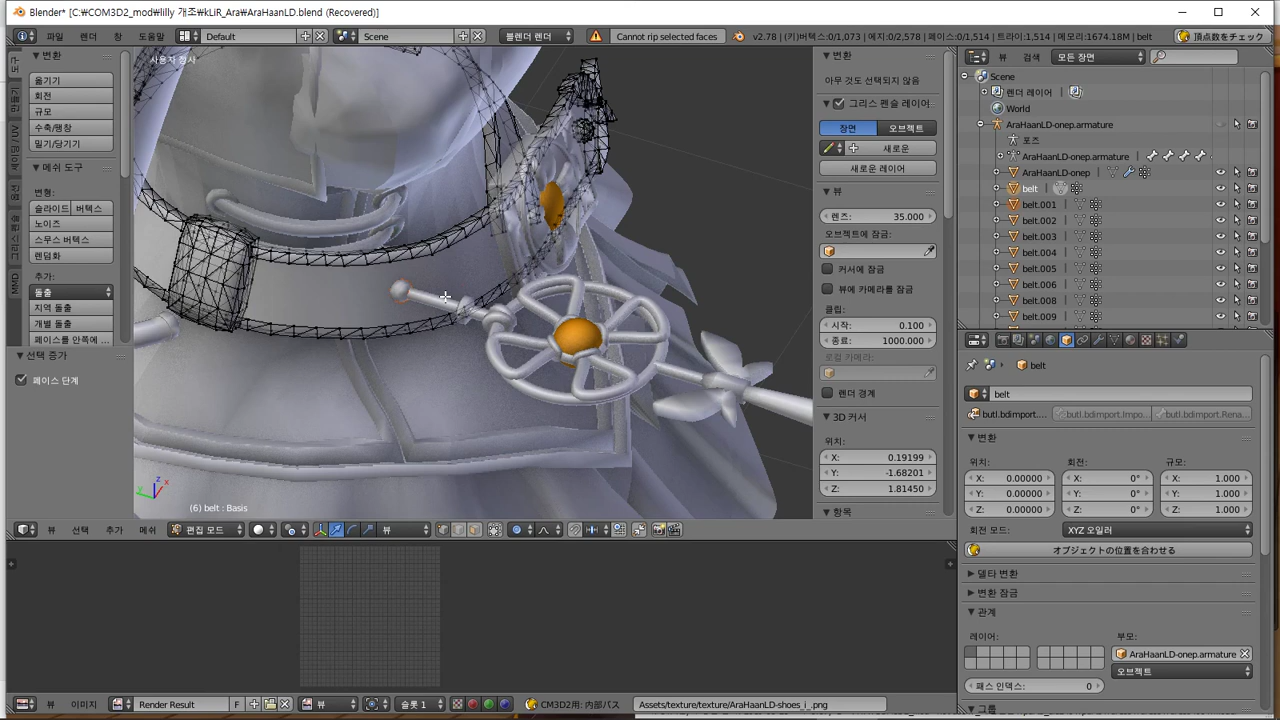 Blender* [C:₩COM3D2_mod₩lilly 개조₩kLiR_Ara₩AraHaanLD.blend (Recovered)]
파일 렌더 창 도움말 Default Scene 블렌더 렌더 Cannot rip selected faces v2.78 | (키)버텍스:0/1,073 | 에지:0/2,578 | 페이스:0/1,514 | 트라이:1,514 | 메모리:1674.18M | belt 頂点数をチェック
변환
옮기기
회전
규모
수축/팽창
밀기/당기기
메쉬 도구
변형:
슬라이드 버텍스
노이즈
스무스 버텍스
렌덤화
추가:
돌출
지역 돌출
개별 돌출
페이스를 안쪽에 ...
MMD
선택 증가
페이스 단계
(6) belt : Basis
z
x
y
변환
아무 것도 선택되지 않음
그리스 펜슬 레이어
장면 오브젝트
새로운
새로운 레이어
뷰
렌즈: 35.000
오브젝트에 잠금:
커서에 잠금
뷰에 카메라를 잠금
클립:
시작: 0.100
종료: 1000.000
로컬 카메라:
렌더 경계
3D 커서
위치:
X: 0.19199
Y: -1.68201
Z: 1.81450
항목
뷰 선택 추가 메쉬 편집 모드 뷰
뷰 이미지 Render Result F 뷰 슬롯 1 CM3D2用: 内部パス Assets/texture/texture/AraHaanLD-shoes_i_.png
뷰 검색 모든 장면
Scene
렌더 레이어
World
AraHaanLD-onep.armature
포즈
AraHaanLD-onep.armature
AraHaanLD-onep
belt
belt.001
belt.002
belt.003
belt.004
belt.005
belt.006
belt.008
belt.009
belt
belt
butl.bdimport.... butl.bdimport.Impo... butl.bdimport.Rena...
변환
위치: 회전: 규모:
X: 0.00000 X: 0° X: 1.000
Y: 0.00000 Y: 0° Y: 1.000
Z: 0.00000 Z: 0° Z: 1.000
회전 모드: XYZ 오일러
オブジェクトの位置を合わせる
델타 변환
변환 잠금
관계
레이어: 부모:
AraHaanLD-onep.armature
오브젝트
패스 인덱스: 0
그룹